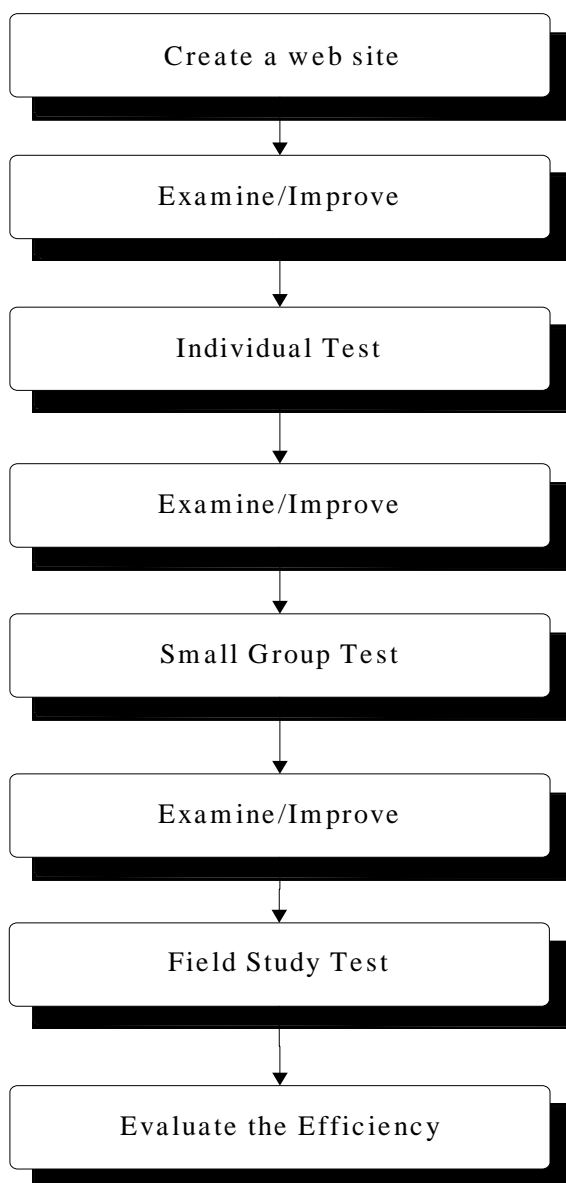 Create a web site
Examine/Improve
Individual Test
Examine/Improve
Small Group Test
Examine/Improve
Field Study Test
Evaluate the Efficiency